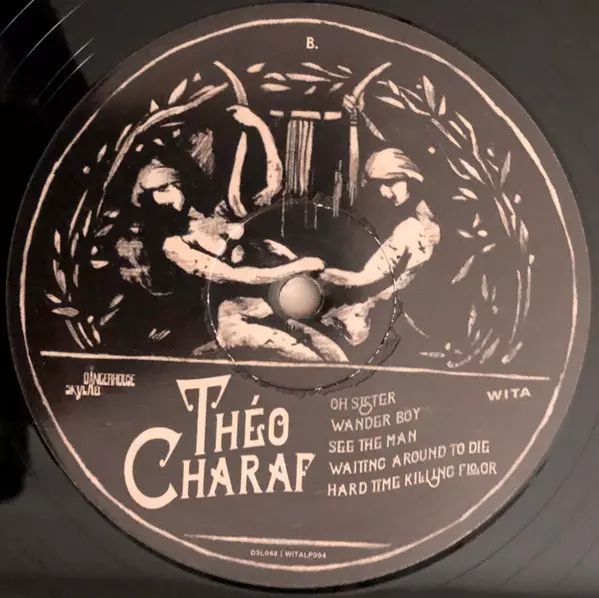 B.
DANGERHOUSE
SKYLAB
WITA
THÉO
CHARAF
OH SISTER
WANDER BOY
SEE THE MAN
WAITING AROUND TO DIE
HARD TIME KILLING FLOOR
DSL048 | WITALP004